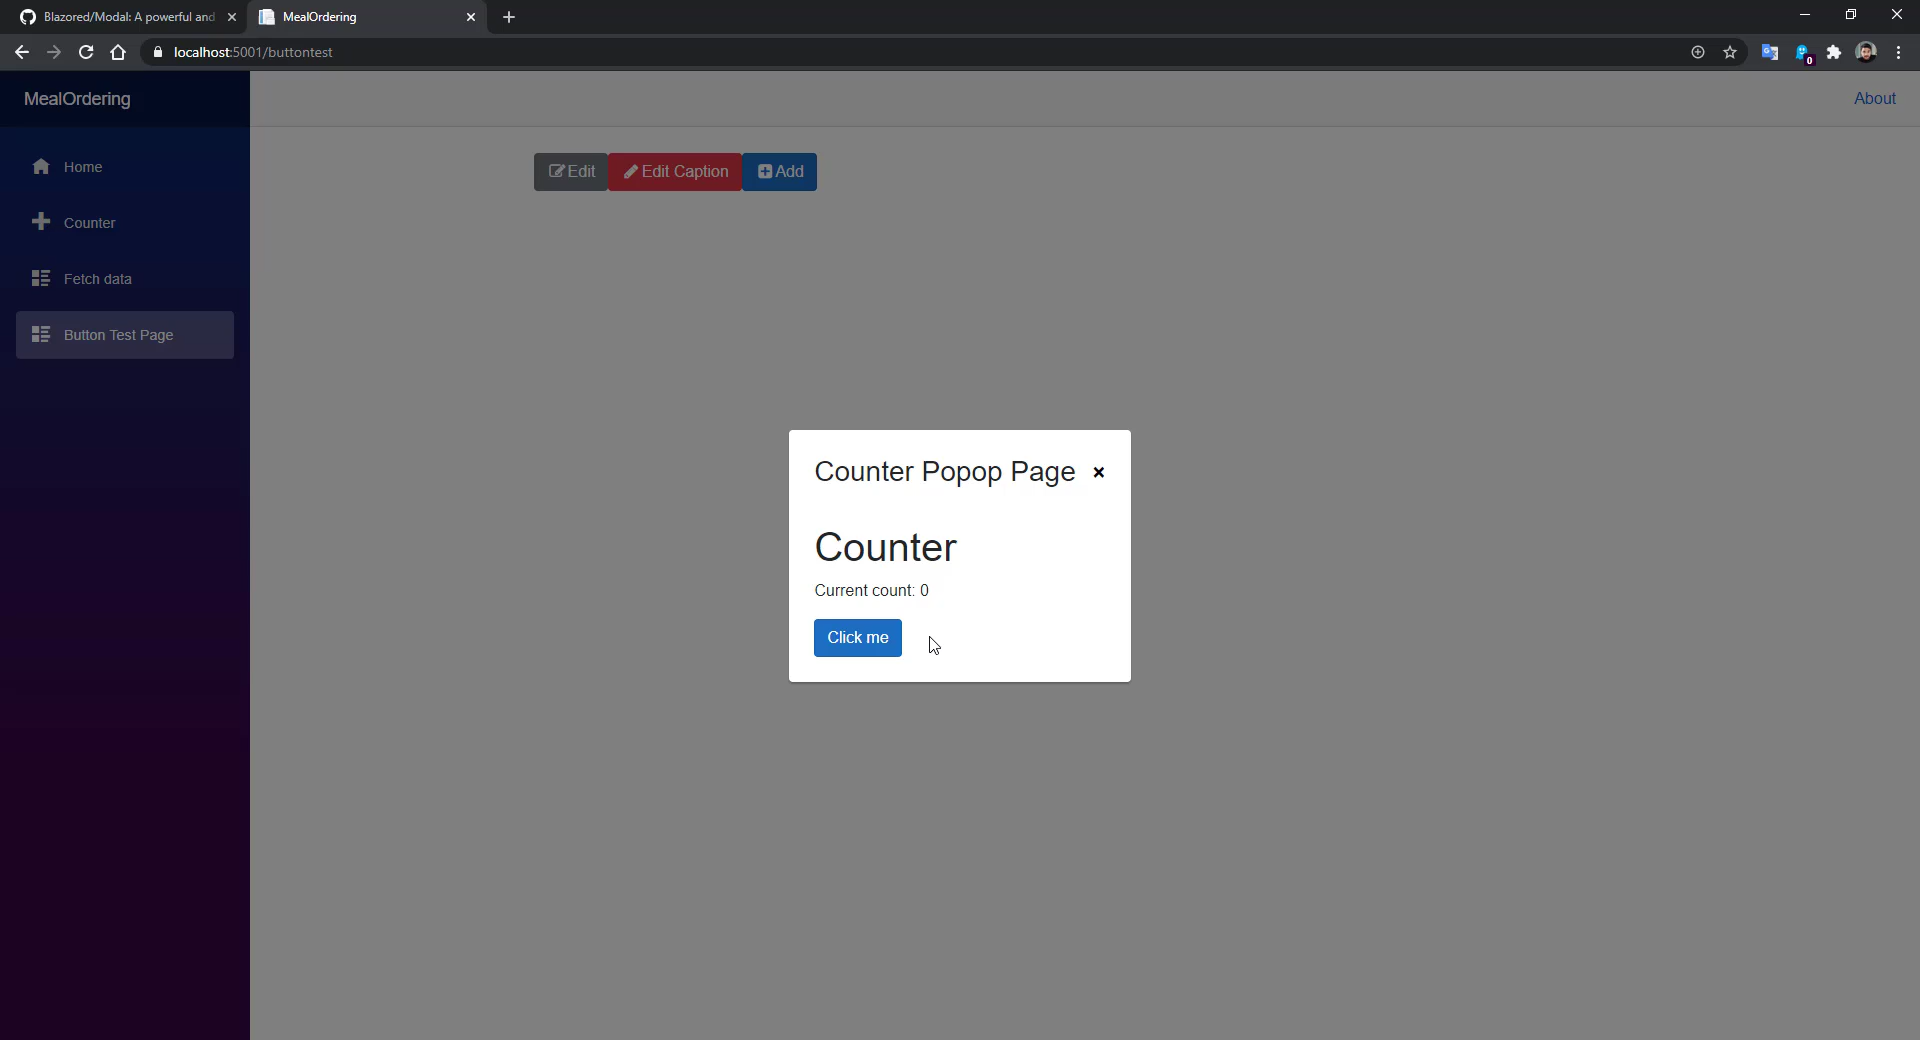 Blazored/Modal: A powerful and
MealOrdering
localhost:5001/buttontest
0
MealOrdering
About
Home
Edit
Edit Caption
Add
Counter
Fetch data
Button Test Page
Counter Popop Page
Counter
Current count: 0
Click me